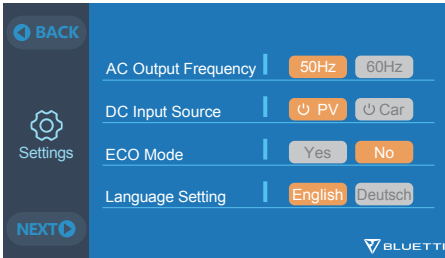 BACK
AC Output Frequency 50Hz 60Hz
DC Input Source PV Car
Settings
ECO Mode Yes No
Language Setting English Deutsch
NEXT
BLUETTI